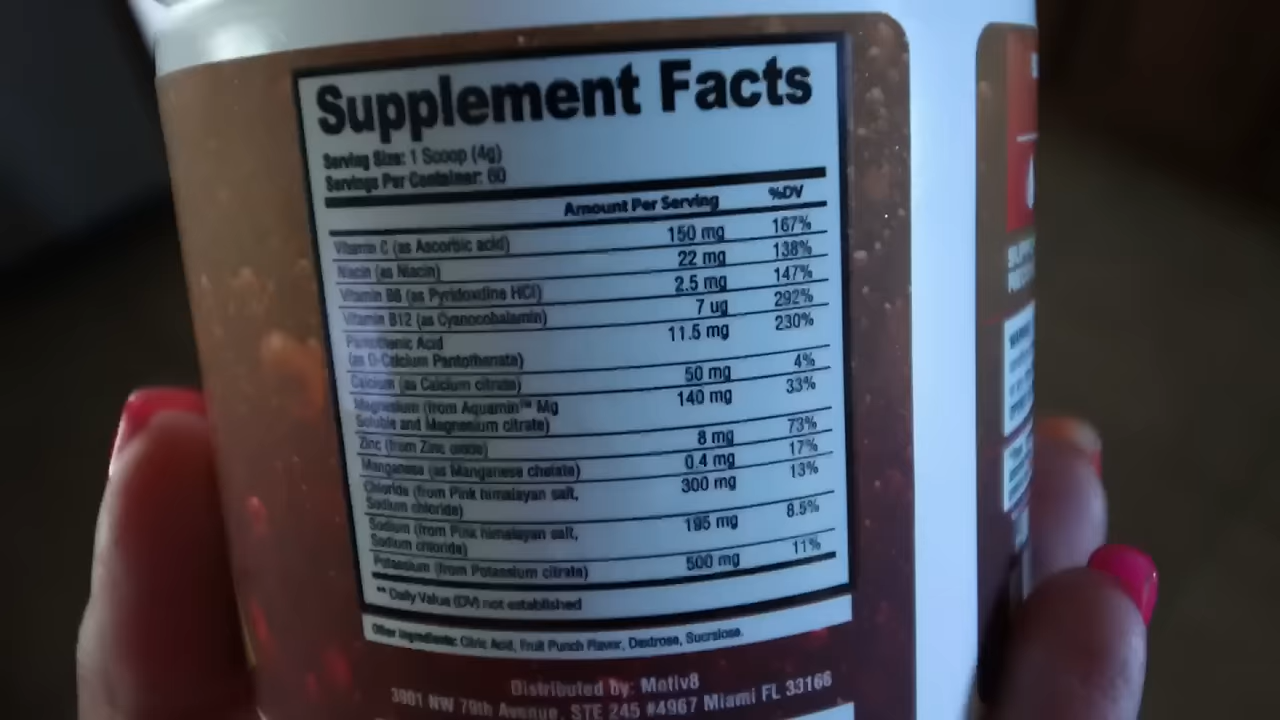 Supplement Facts
Serving Size: 1 Scoop (4g)
Servings Per Container: 60
Amount Per Serving %DV
Vitamin C (as Ascorbic acid) 150 mg 167%
Niacin (as Niacin) 22 mg 138%
Vitamin B6 (as Pyridoxdine HCl) 2.5 mg 147%
Vitamin B12 (as Cyanocobalamin) 7 ug 292%
Pantothenic Acid 11.5 mg 230%
(as D-Calcium Pantothenate)
Calcium (as Calcium citrate) 50 mg 4%
Magnesium (from Aquamin™ Mg 140 mg 33%
Soluble and Magnesium citrate)
Zinc (from Zinc oxide) 8 mg 73%
Manganese (as Manganese chelate) 0.4 mg 17%
Chloride (from Pink himalayan salt, 300 mg 13%
Sodium chloride)
Sodium (from Pink himalayan salt, 195 mg 8.5%
Sodium chloride)
Potassium (from Potassium citrate) 500 mg 11%
** Daily Value (DV) not established
Other Ingredients: Citric Acid, Fruit Punch Flavor, Dextrose, Sucralose.
Distributed by: Motiv8
3901 NW 79th Avenue, STE 245 #4967 Miami FL 33166